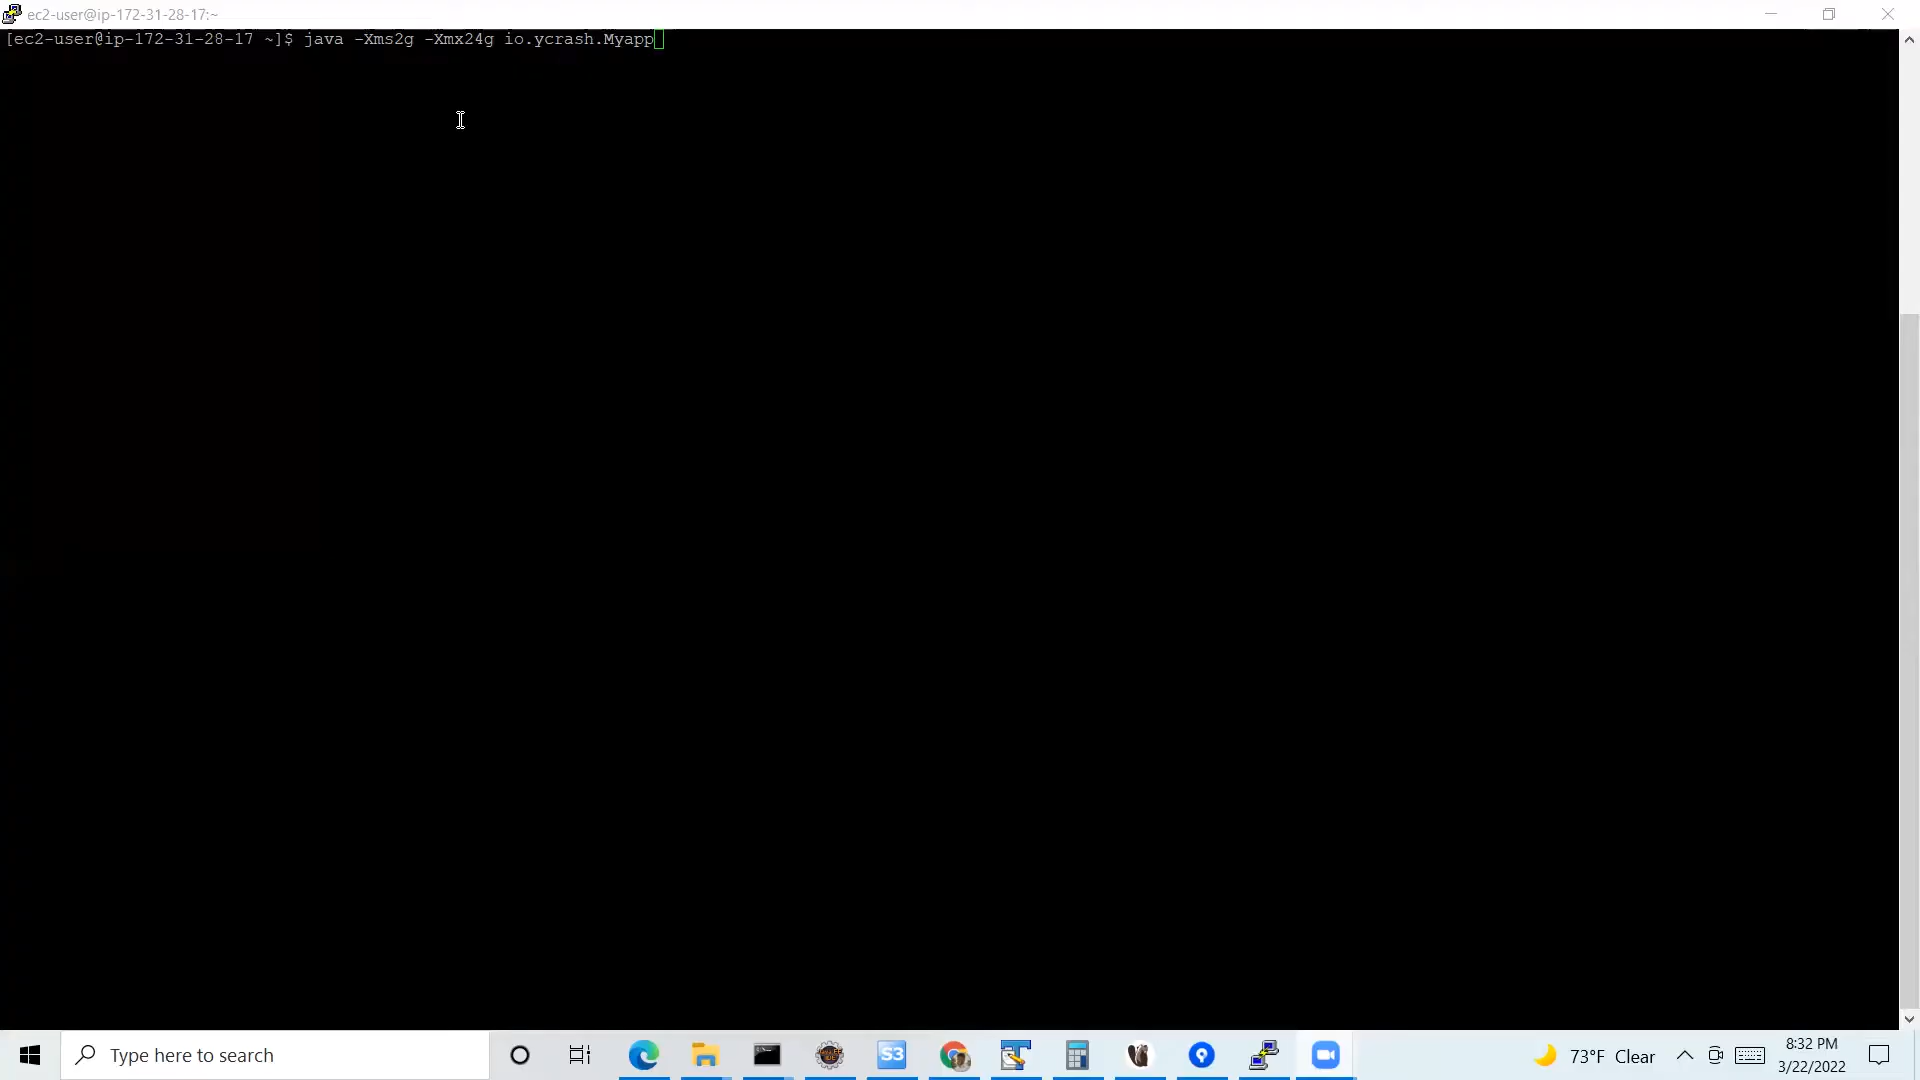 ec2-user@ip-172-31-28-17:~
[ec2-user@ip-172-31-28-17 ~]$ java -Xms2g -Xmx24g io.ycrash.Myapp
Type here to search
S3
73°F Clear
8:32 PM
3/22/2022